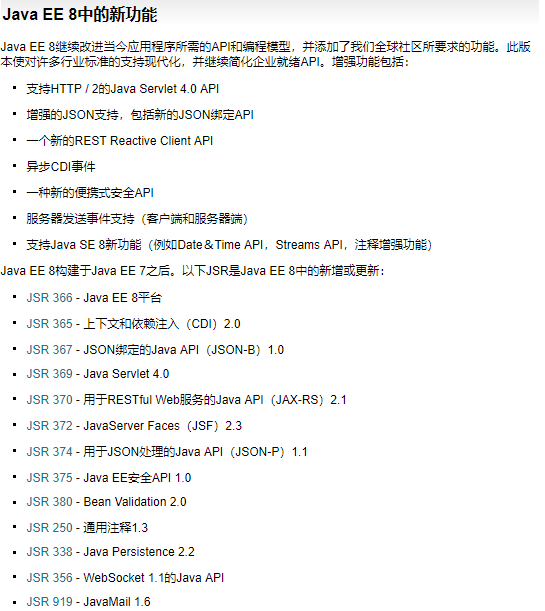 Java EE 8中的新功能
Java EE 8继续改进当今应用程序所需的API和编程模型，并添加了我们全球社区所要求的功能。此版
本使对许多行业标准的支持现代化，并继续简化企业就绪API。增强功能包括：
支持HTTP / 2的Java Servlet 4.0 API
增强的JSON支持，包括新的JSON绑定API
一个新的REST Reactive Client API
异步CDI事件
一种新的便携式安全API
服务器发送事件支持（客户端和服务器端）
支持Java SE 8新功能（例如Date＆Time API，Streams API，注释增强功能）
Java EE 8构建于Java EE 7之后。以下JSR是Java EE 8中的新增或更新：
JSR 366 - Java EE 8平台
JSR 365 - 上下文和依赖注入（CDI）2.0
JSR 367 - JSON绑定的Java API（JSON-B）1.0
JSR 369 - Java Servlet 4.0
JSR 370 - 用于RESTful Web服务的Java API（JAX-RS）2.1
JSR 372 - JavaServer Faces（JSF）2.3
JSR 374 - 用于JSON处理的Java API（JSON-P）1.1
JSR 375 - Java EE安全API 1.0
JSR 380 - Bean Validation 2.0
JSR 250 - 通用注释1.3
JSR 338 - Java Persistence 2.2
JSR 356 - WebSocket 1.1的Java API
JSR 919 - JavaMail 1.6